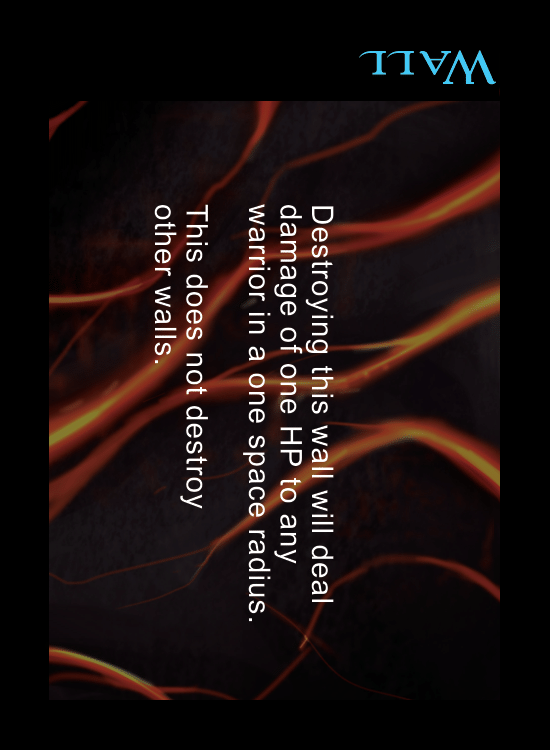 WALL
Destroying this wall will deal
damage of one HP to any
warrior in a one space radius.
This does not destroy
other walls.